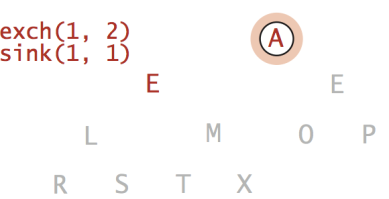 exch(1, 2)
sink(1, 1)
A
E E
L M O P
R S T X